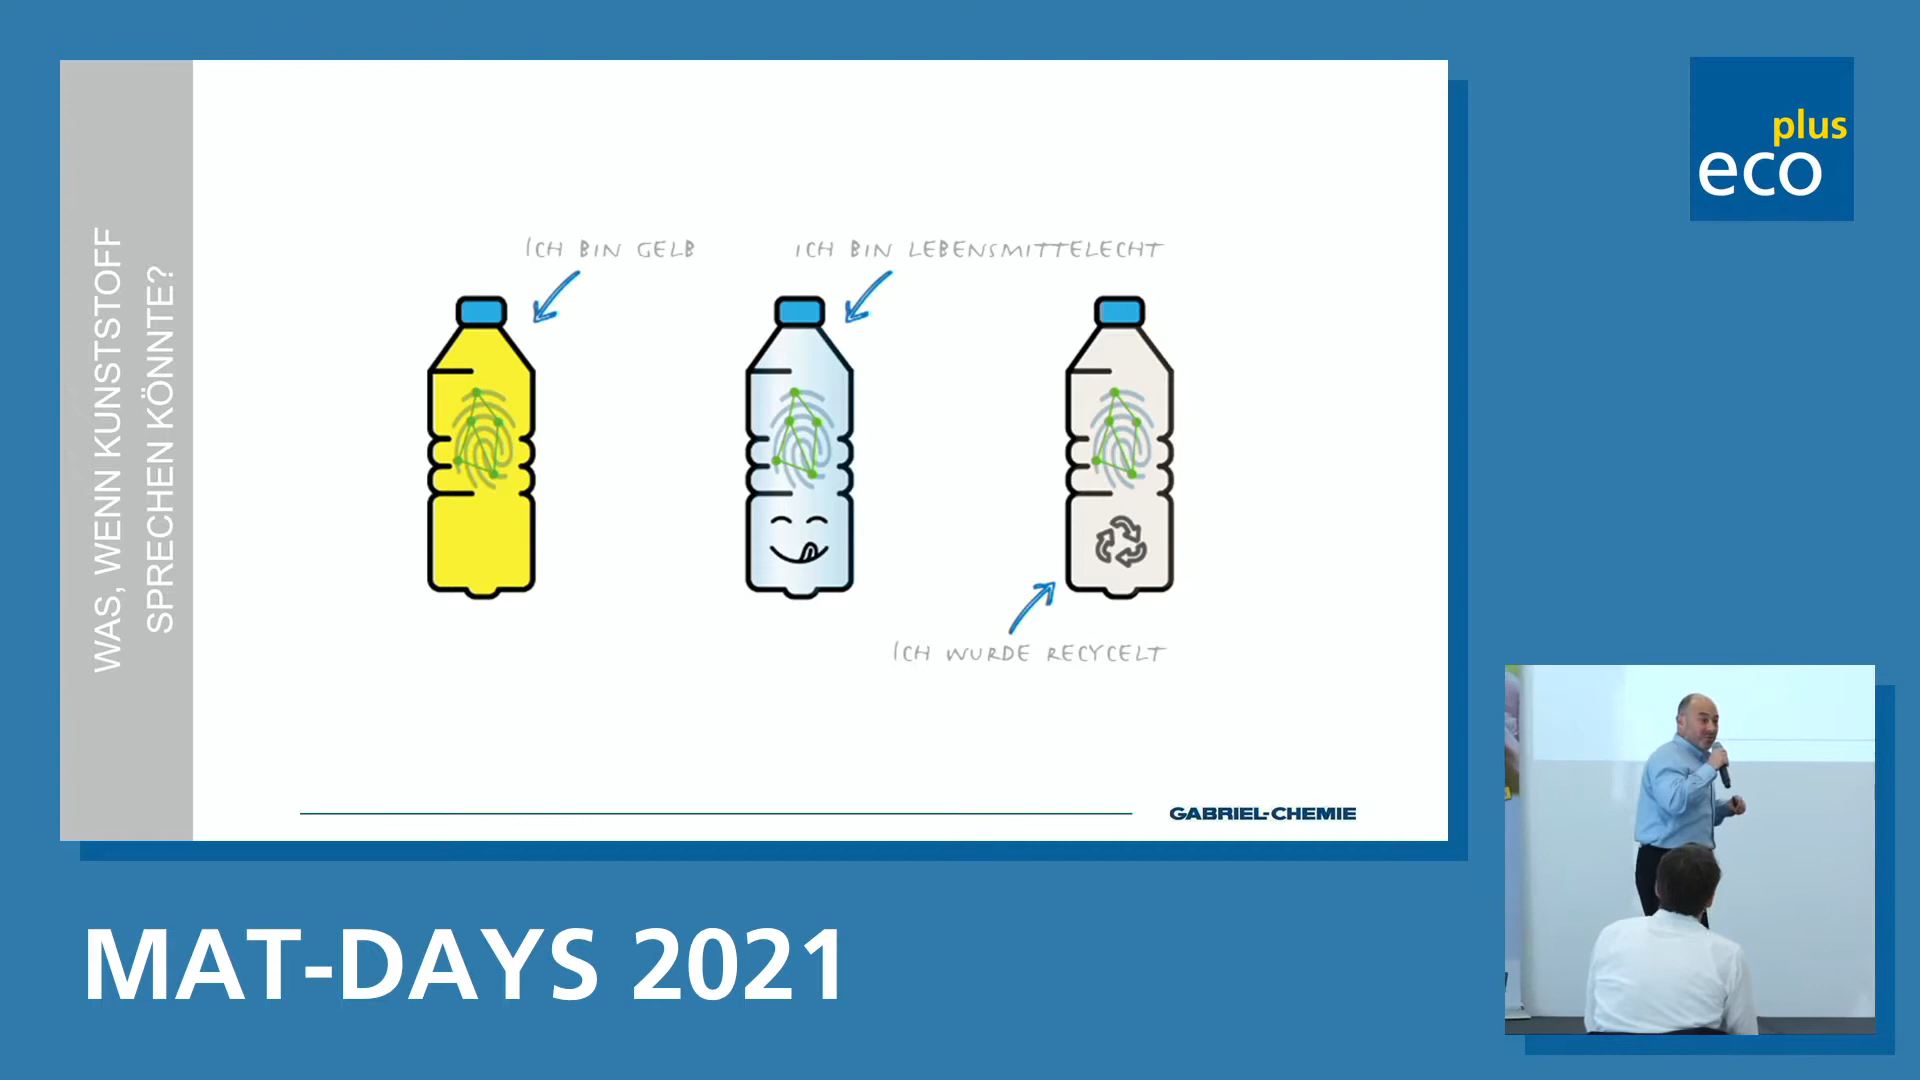 WAS, WENN KUNSTSTOFF
SPRECHEN KÖNNTE?
ICH BIN GELB
ICH BIN LEBENSMITTELECHT
ICH WURDE RECYCELT
GABRIEL-CHEMIE
plus
eco
MAT-DAYS 2021